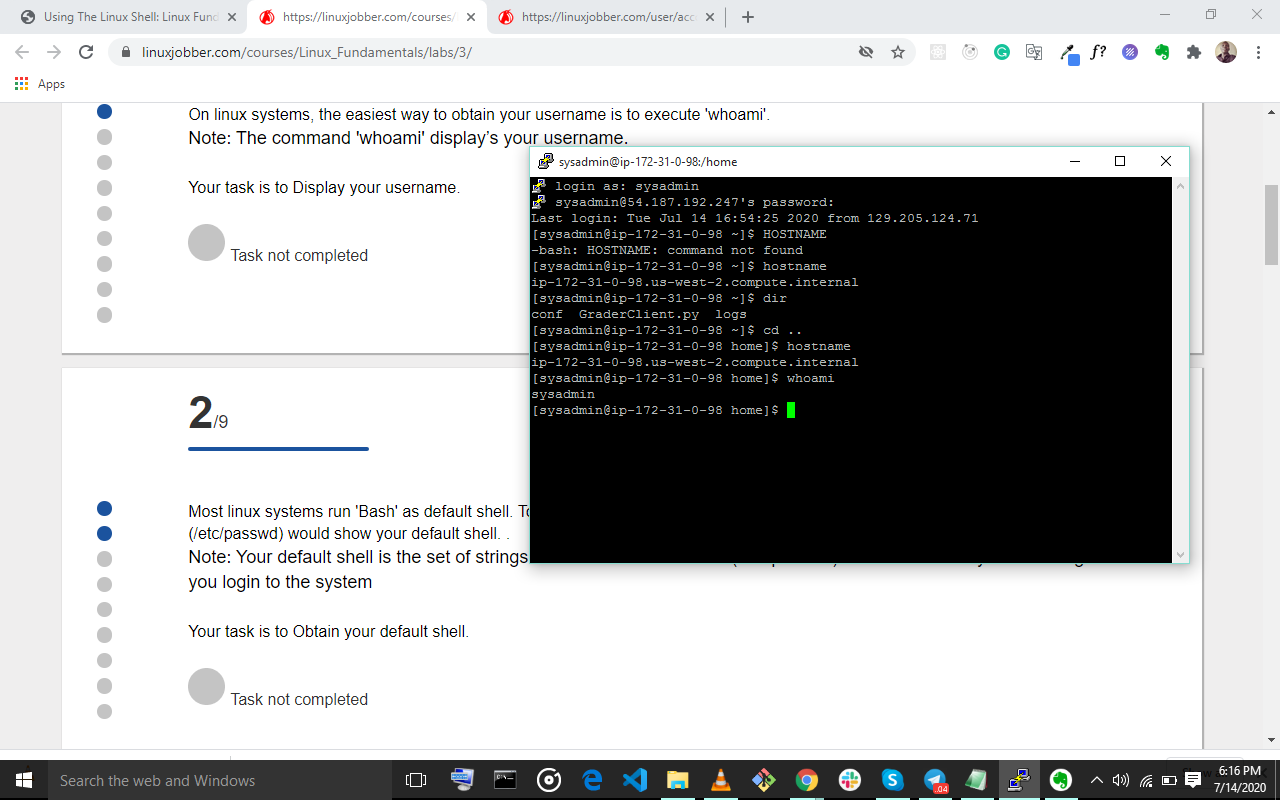 Using The Linux Shell: Linux Fund
https://linuxjobber.com/courses/
https://linuxjobber.com/user/acc
linuxjobber.com/courses/Linux_Fundamentals/labs/3/
f?
Apps
On linux systems, the easiest way to obtain your username is to execute 'whoami'.
Note: The command 'whoami' display’s your username.
Your task is to Display your username.
Task not completed
sysadmin@ip-172-31-0-98:/home
login as: sysadmin
sysadmin@54.187.192.247's password:
Last login: Tue Jul 14 16:54:25 2020 from 129.205.124.71
[sysadmin@ip-172-31-0-98 ~]$ HOSTNAME
-bash: HOSTNAME: command not found
[sysadmin@ip-172-31-0-98 ~]$ hostname
ip-172-31-0-98.us-west-2.compute.internal
[sysadmin@ip-172-31-0-98 ~]$ dir
conf  GraderClient.py  logs
[sysadmin@ip-172-31-0-98 ~]$ cd ..
[sysadmin@ip-172-31-0-98 home]$ hostname
ip-172-31-0-98.us-west-2.compute.internal
[sysadmin@ip-172-31-0-98 home]$ whoami
sysadmin
[sysadmin@ip-172-31-0-98 home]$
2/9
Most linux systems run 'Bash' as default shell. To
(/etc/passwd) would show your default shell. .
Note: Your default shell is the set of strings
you login to the system
Your task is to Obtain your default shell.
Task not completed
Search the web and Windows
.04
6:16 PM
7/14/2020